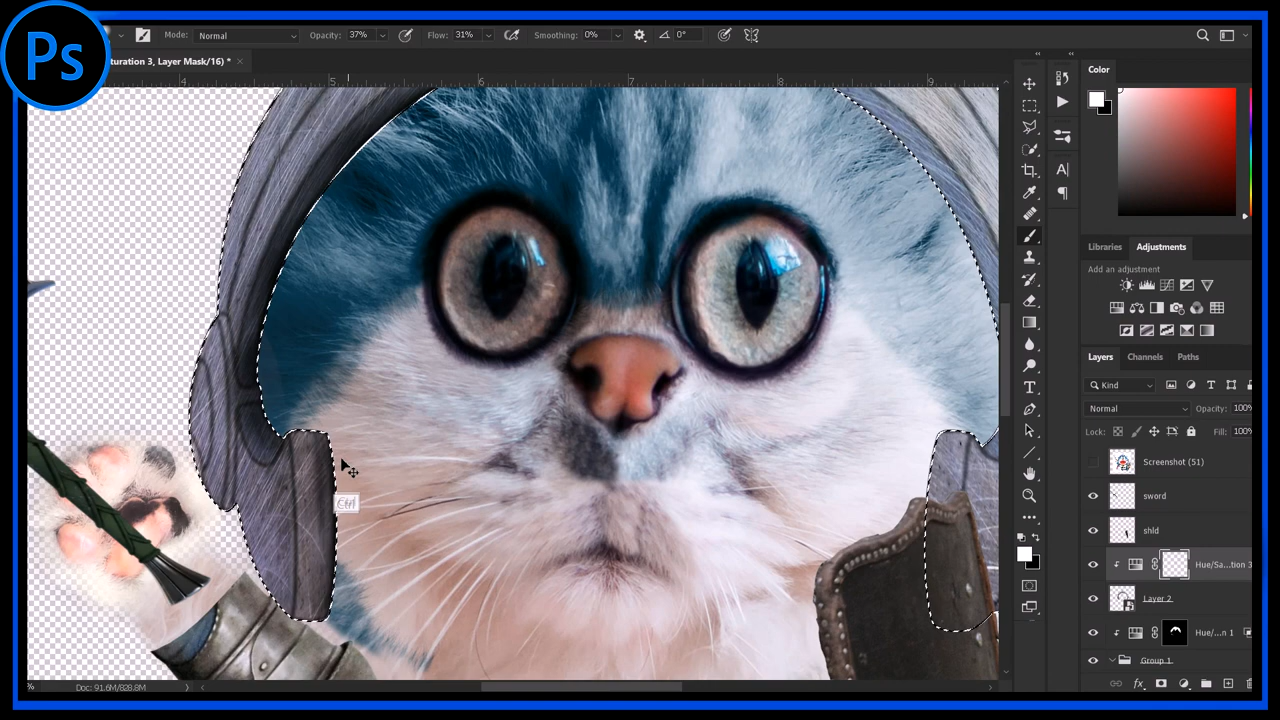 Ps
Mode: Normal Opacity: 37% Flow: 31% Smoothing: 0% 0°
turation 3, Layer Mask/16) * ×
4 5 6 7 8 9
Color
Libraries Adjustments
Add an adjustment
Layers Channels Paths
Kind
Normal Opacity: 100%
Lock: Fill: 100%
Screenshot (51)
sword
shld
Hue/Sa...tion 3
Layer 2
Hue/...n 1
Group 1
Ctrl
% Doc: 91.6M/828.8M
fx